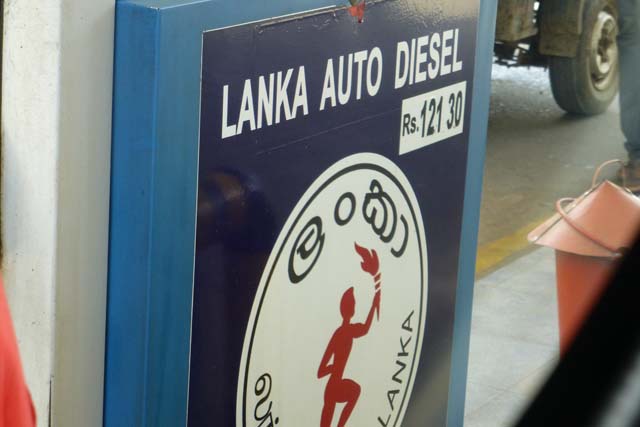 LANKA AUTO DIESEL
Rs.121 30
ලංකා
LANKA